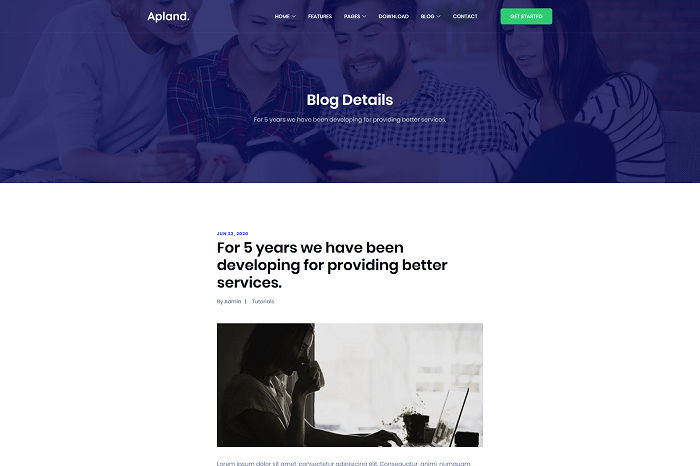 Apland.
HOME FEATURES PAGES DOWNLOAD BLOG CONTACT GET STARTED
Blog Details
For 5 years we have been developing for providing better services.
JUN 22, 2020
For 5 years we have been
developing for providing better
services.
By Admin | Tutorials
Lorem ipsum dolor sit amet, consectetur adipisicing elit. Consequatur, animi, numquam.